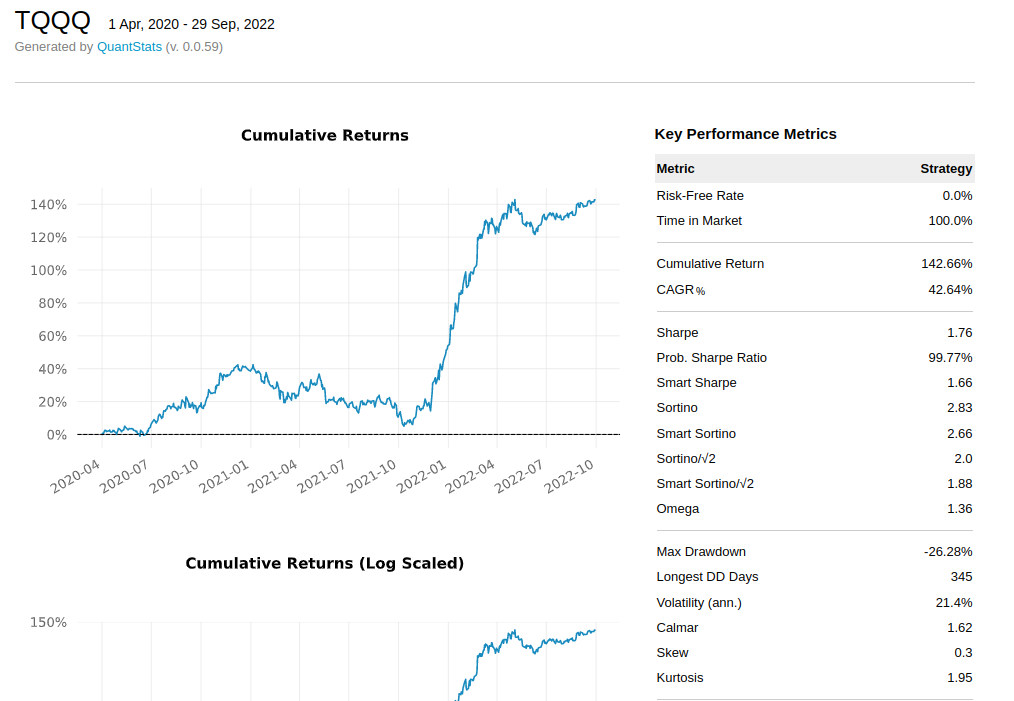 TQQQ 1 Apr, 2020 - 29 Sep, 2022
Generated by QuantStats (v. 0.0.59)
Cumulative Returns
140%
120%
100%
80%
60%
40%
20%
0%
2020-04 2020-07 2020-10 2021-01 2021-04 2021-07 2021-10 2022-01 2022-04 2022-07 2022-10
Cumulative Returns (Log Scaled)
150%
Key Performance Metrics
Metric Strategy
Risk-Free Rate 0.0%
Time in Market 100.0%
Cumulative Return 142.66%
CAGR﹪ 42.64%
Sharpe 1.76
Prob. Sharpe Ratio 99.77%
Smart Sharpe 1.66
Sortino 2.83
Smart Sortino 2.66
Sortino/√2 2.0
Smart Sortino/√2 1.88
Omega 1.36
Max Drawdown -26.28%
Longest DD Days 345
Volatility (ann.) 21.4%
Calmar 1.62
Skew 0.3
Kurtosis 1.95